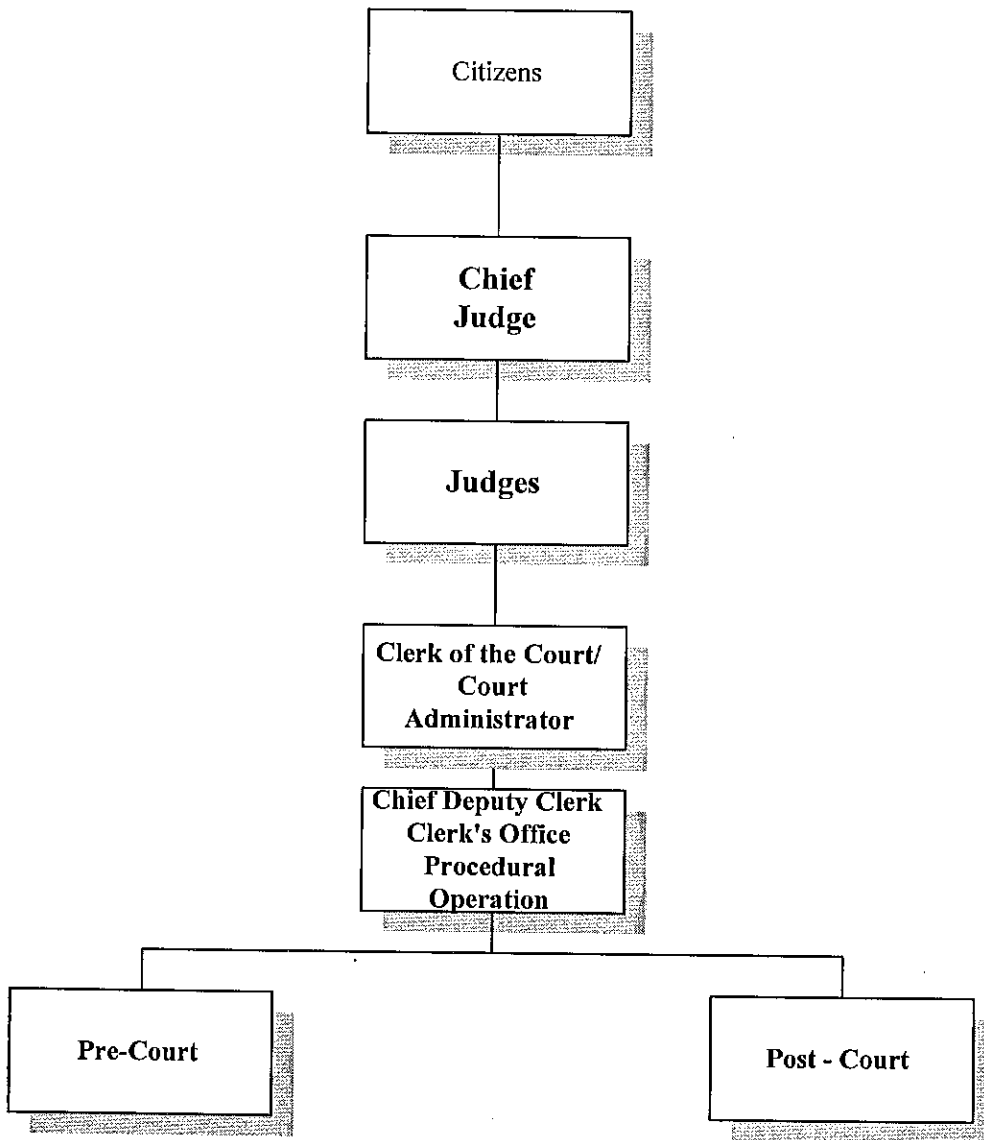 Citizens
Chief
Judge
Judges
Clerk of the Court/
Court
Administrator
Chief Deputy Clerk
Clerk's Office
Procedural
Operation
Pre-Court
Post - Court